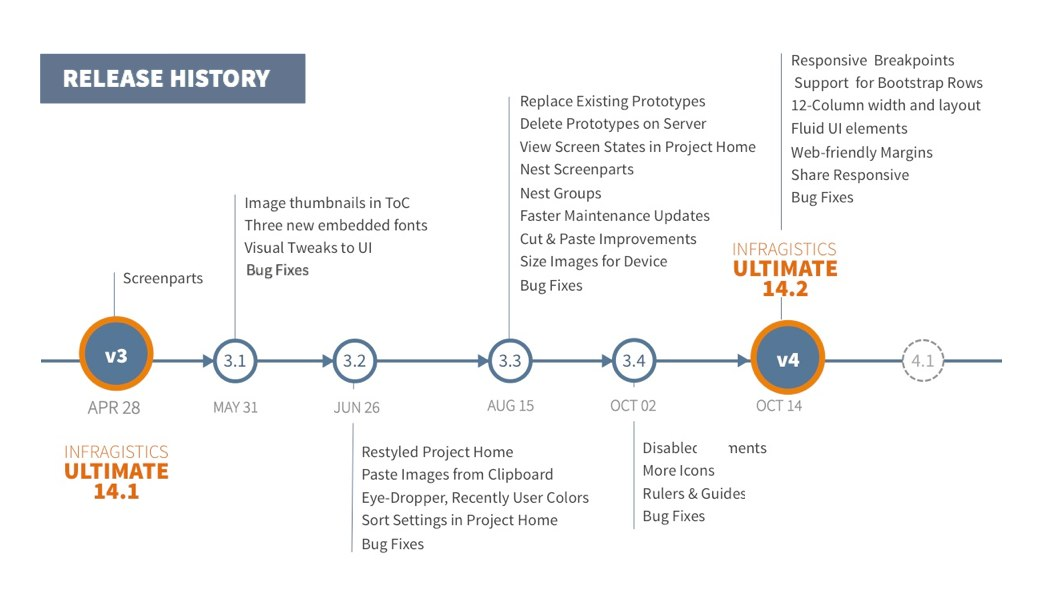 RELEASE HISTORY
Screenparts
Image thumbnails in ToC
Three new embedded fonts
Visual Tweaks to UI
Bug Fixes
Replace Existing Prototypes
Delete Prototypes on Server
View Screen States in Project Home
Nest Screenparts
Nest Groups
Faster Maintenance Updates
Cut & Paste Improvements
Size Images for Device
Bug Fixes
Responsive Breakpoints
Support for Bootstrap Rows
12-Column width and layout
Fluid UI elements
Web-friendly Margins
Share Responsive
Bug Fixes
INFRAGISTICS
ULTIMATE
14.2
v3
3.1
3.2
3.3
3.4
v4
4.1
APR 28
MAY 31
JUN 26
AUG 15
OCT 02
OCT 14
INFRAGISTICS
ULTIMATE
14.1
Restyled Project Home
Paste Images from Clipboard
Eye-Dropper, Recently User Colors
Sort Settings in Project Home
Bug Fixes
More Icons
Rulers & Guides
Bug Fixes